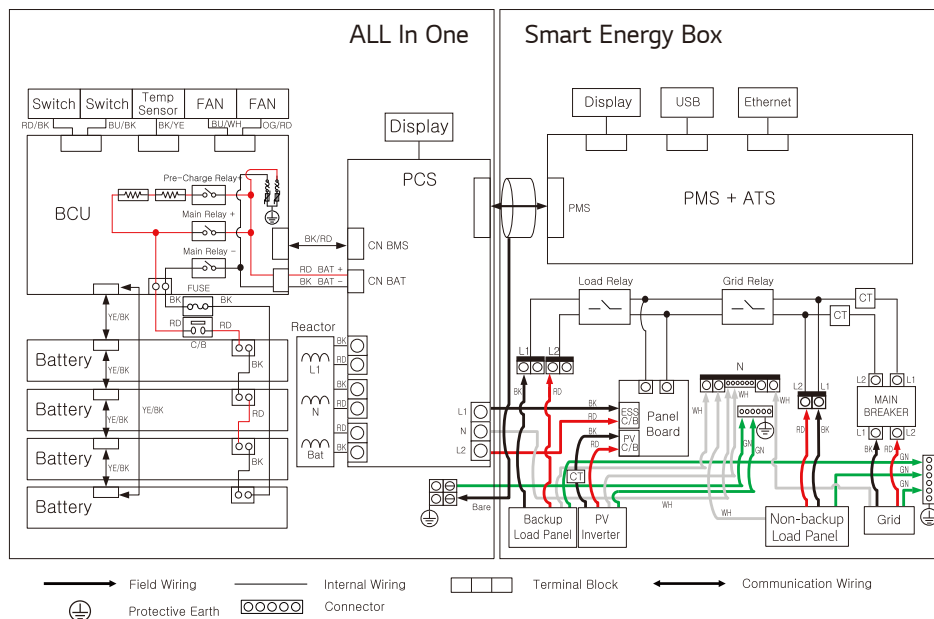 ALL In One
Smart Energy Box
Switch
Switch
Temp
Sensor
FAN
FAN
RD/BK
BU/BK
BK/YE
BU/WH
OG/RD
Display
Display
USB
Ethernet
BCU
Pre-Charge Relay+
Main Relay +
Main Relay -
PCS
PMS
PMS + ATS
BK/RD
CN BMS
RD BAT +
BK BAT -
CN BAT
FUSE
BK
BK
RD
RD
C/B
YE/BK
Battery
YE/BK
BK
Battery
YE/BK
YE/BK
RD
Battery
YE/BK
BK
Battery
Reactor
L1
BK
RD
N
BK
RD
Bat
RD
BK
L1
N
L2
Load Relay
Grid Relay
CT
CT
L1
L2
BK
RD
BK
RD
BK
RD
ESS
C/B
PV
C/B
Panel
Board
N
WH
WH
WH
GN
GN
L2
L1
RD
BK
L2
L1
MAIN
BREAKER
L1
L2
BK
RD
GN
GN
GN
CT
WH
WH
Bare
Backup
Load Panel
PV
Inverter
Non-backup
Load Panel
Grid
Field Wiring
Internal Wiring
Terminal Block
Communication Wiring
Protective Earth
Connector